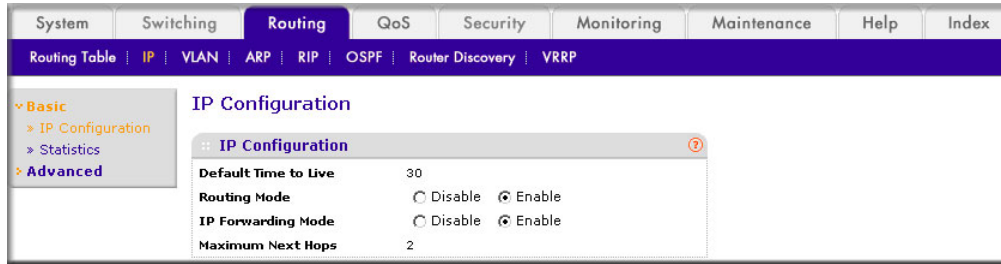 System Switching Routing QoS Security Monitoring Maintenance Help Index
Routing Table IP VLAN ARP RIP OSPF Router Discovery VRRP
Basic
» IP Configuration
» Statistics
Advanced
IP Configuration
IP Configuration ?
Default Time to Live 30
Routing Mode Disable Enable
IP Forwarding Mode Disable Enable
Maximum Next Hops 2